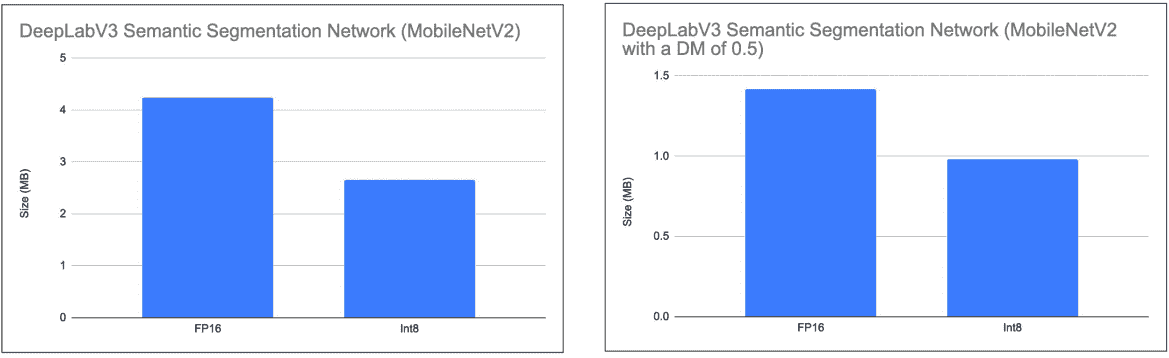 DeepLabV3 Semantic Segmentation Network (MobileNetV2)
5
4
3
2
1
0
Size (MB)
FP16
Int8
DeepLabV3 Semantic Segmentation Network (MobileNetV2
with a DM of 0.5)
1.5
1.0
0.5
0.0
Size (MB)
FP16
Int8